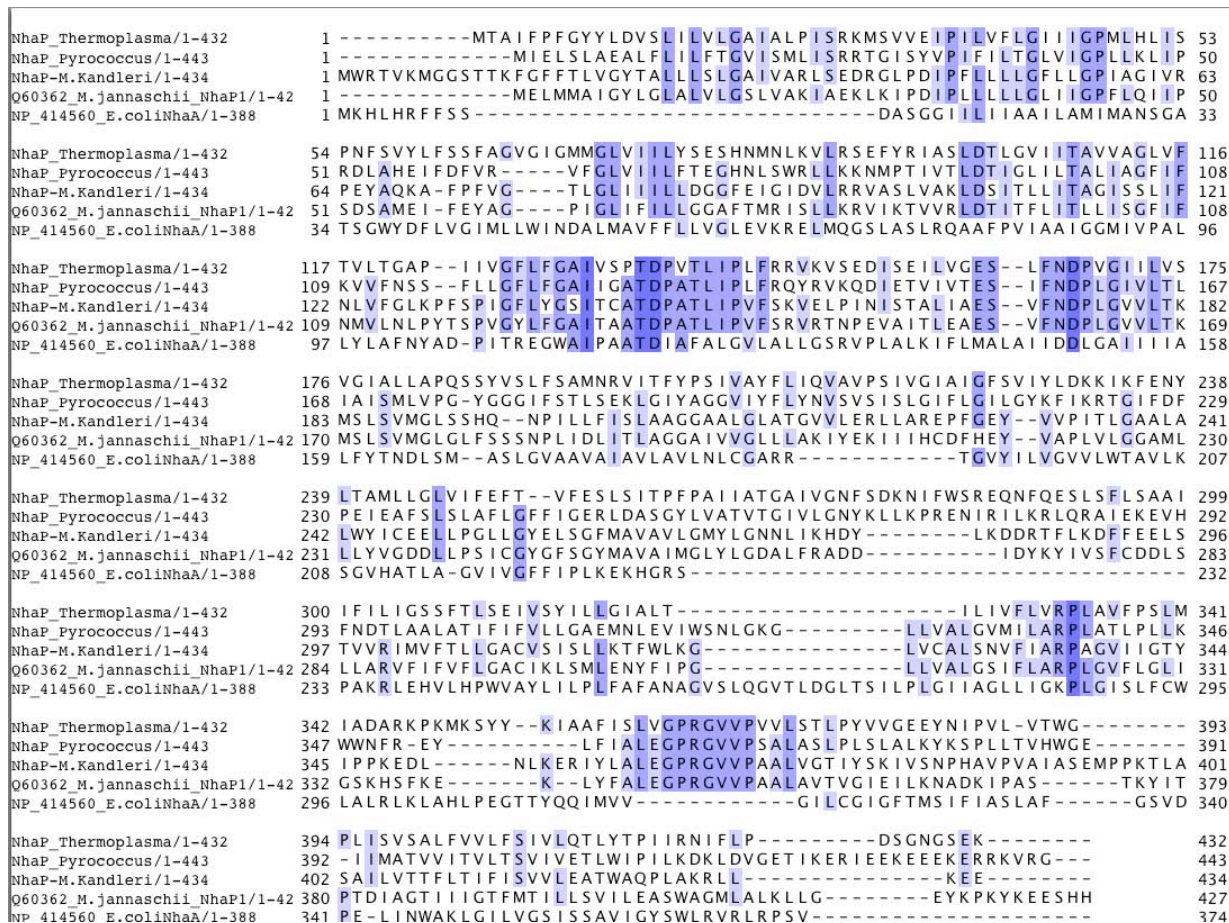 NhaP_Thermoplasma/1-432 1 ----------MTAIFPFGYYLDVSLILVLGAIALPISRKMSVVEIPILVFLGIIIGPMLHLIS 53
NhaP_Pyrococcus/1-443 1 -------------MIELSLAEALFLILFTGVISMLISRRTGISYVPIFILTGLVIGPLLKLIP 50
NhaP-M.Kandleri/1-434 1 MWRTVKMGGSTTKFGFFTLVGYTALLLSLGAIVARLSEDRGLPDIPFLLLLGFLLGPIAGIVR 63
Q60362_M.jannaschii_NhaP1/1-42 1 -------------MELMMAIGYLGLALVLGSLVAKIAEKLKIPDIPLLLLLGLIIGPFLQIIP 50
NP_414560_E.coliNhaA/1-388 1 MKHLHRFFSS------------------------------DASGGIILIIAAILAMIMANSGA 33
NhaP_Thermoplasma/1-432 54 PNFSVYLFSSFAGVGIGMMGLVIILYSESHNMNLKVLRSEFYRIASLDTLGVIITAVVAGLVF 116
NhaP_Pyrococcus/1-443 109 RDLAHEIFDFVR-----VFGLVIILFTEGHNLSWRLLKKNMPTIVTLDTIGLILTALIAGFIF 108
NhaP-M.Kandleri/1-434 64 PEYAQKA-FPFVG----TLGLIIILLDGGFEIGIDVLRRVASLVAKLDSITLLITAGISSLIF 121
Q60362_M.jannaschii_NhaP1/1-42 51 SDSAMEI-FEYAG----PIGLIFILLGGAFTMRISLLKRVIKTVVRLDTITFLITLLISGFIF 108
NP_414560_E.coliNhaA/1-388 34 TSGWYDFLVGIMLLWINDALMAVFFLLVGLEVKRELMQGSLASLRQAAFPVIAAIGGMIVPAL 96
NhaP_Thermoplasma/1-432 117 TVLTGAP--IIVGFLFGAIVSPTDPVTLIPLFRRVKVSEDISEILVGES--LFNDPVGIILVS 175
NhaP_Pyrococcus/1-443 109 KVVFNSS--FLLGFLFGAIIGATDPATLIPLFRQYRVKQDIETVIVTES--IFNDPLGIVLTL 167
NhaP-M.Kandleri/1-434 122 NLVFGLKPFSPIGFLYGSITCATDPATLIPVFSKVELPINISTALIAES--VFNDPLGVVLTK 182
Q60362_M.jannaschii_NhaP1/1-42 109 NMVLNLPYTSPVGYLFGAITAATDPATLIPVFSRVRTNPEVAITLEAES--VFNDPLGVVLTK 169
NP_414560_E.coliNhaA/1-388 97 LYLAFNYAD-PITREGWAIPAATDIAFALGVLALLGSRVPLALKIFLMALAIIDDLGAIIIIA 158
NhaP_Thermoplasma/1-432 176 VGIALLAPQSSYVSLFSAMNRVITFYPSIVAYFLIQVAVPSIVGIAIGFSVIYLDKKIKFENY 238
NhaP_Pyrococcus/1-443 168 IAISMLVPG-YGGGIFSTLSEKLGIYAGGVIYFLYNVSVSISLGIFLGILGYKFIKRTGIFDF 229
NhaP-M.Kandleri/1-434 183 MSLSVMGLSSHQ--NPILLFISLAAGGAALGLATGVVLERLLAREPFGEY--VVPITLGAALA 241
Q60362_M.jannaschii_NhaP1/1-42 170 MSLSVMGLGLFSSSNPLIDLITLAGGAIVVGLLLAKIYEKIIIHCDFHEY--VAPLVLGGAML 230
NP_414560_E.coliNhaA/1-388 159 LFYTNDLSM--ASLGVAAVAIAVLAVLNLCGARR------------TGVYILVGVVLWTAVLK 207
NhaP_Thermoplasma/1-432 239 LTAMLLGLVIFEFT--VFESLSITPFPAIIATGAIVGNFSDKNIFWSREQNFQESLSFLSAAI 299
NhaP_Pyrococcus/1-443 230 PEIEAFSLSLAFLGFFIGERLDASGYLVATVTGIVLGNYKLLKPRENIRILKRLQRAIEKEVH 292
NhaP-M.Kandleri/1-434 242 LWYICEELLPGLLGYELSGFMAVAVLGMYLGNNLIKHDY--------LKDDRTFLKDFFEELS 296
Q60362_M.jannaschii_NhaP1/1-42 231 LLYVGDDLLPSICGYGFSGYMAVAIMGLYLGDALFRADD----------IDYKYIVSFCDDLS 283
NP_414560_E.coliNhaA/1-388 208 SGVHATLA-GVIVGFFIPLKEKHGRS------------------------------------- 232
NhaP_Thermoplasma/1-432 300 IFILIGSSFTLSEIVSYILLGIALT------------------ILIVFLVRPLAVFPSLM 341
NhaP_Pyrococcus/1-443 293 FNDTLAALATIFIFVLLGAEMNLEVIWSNLGKG---------LLVALGVMILARPLATLPLLK 346
NhaP-M.Kandleri/1-434 297 TVVRIMVFTLLGACVSISLLKTFWLKG---------------LVCALSNVFIARPAGVIIGTY 344
Q60362_M.jannaschii_NhaP1/1-42 284 LLARVFIFVFLGACIKLSMLENYFIPG---------------LLVALGSIFLARPLGVFLGLI 331
NP_414560_E.coliNhaA/1-388 233 PAKRLEHVLHPWVAYLILPLFAFANAGVSLQGVTLDGLTSILPLGIIAGLLIGKPLGISLFCW 295
NhaP_Thermoplasma/1-432 342 IADARKPKMKSYY--KIAAFISLVGPRGVVPVVLSTLPYVVGEEYNIPVL-VTWG-------- 393
NhaP_Pyrococcus/1-443 347 WWNFR-EY----------LFIALEGPRGVVPSALASLPLSLALKYKSPLLTVHWGE------- 391
NhaP-M.Kandleri/1-434 345 IPPKEDL------NLKERIYLALEGPRGVVPAALVGTIYSKIVSNPHAVPVAIASEMPPKTLA 401
Q60362_M.jannaschii_NhaP1/1-42 332 GSKHSFKE-----K--LYFALEGPRGVVPAALAVTVGIEILKNADKIPAS-----TKYIT 379
NP_414560_E.coliNhaA/1-388 296 LALRLKLAHLPEGTTYQQIMVV------------GILCGIGFTMSIFIASLAF------GSVD 340
NhaP_Thermoplasma/1-432 394 PLISVSALFVVVLFSIVLQTLYTPIIRNIFLP---------DSGNGSEK-------- 432
NhaP_Pyrococcus/1-443 392 -IIMATVVITVLTSVIVETLWIPILKDKLDVGETIKERIEEKEEEKERRKVRG--- 443
NhaP-M.Kandleri/1-434 402 SAILVTTFLTIFISVVLEATWAQPLAKRLL--------------KEE--------- 434
Q60362_M.jannaschii_NhaP1/1-42 380 PTDIAGTIIIGTFMTILLSVILEASWAGMLALKLLG-------EYKPKYKEESHH 427
NP_414560_E.coliNhaA/1-388 341 PE-LINWAKLGILVGSISSAVIGYSWLRVRLRPSV--------------------- 374